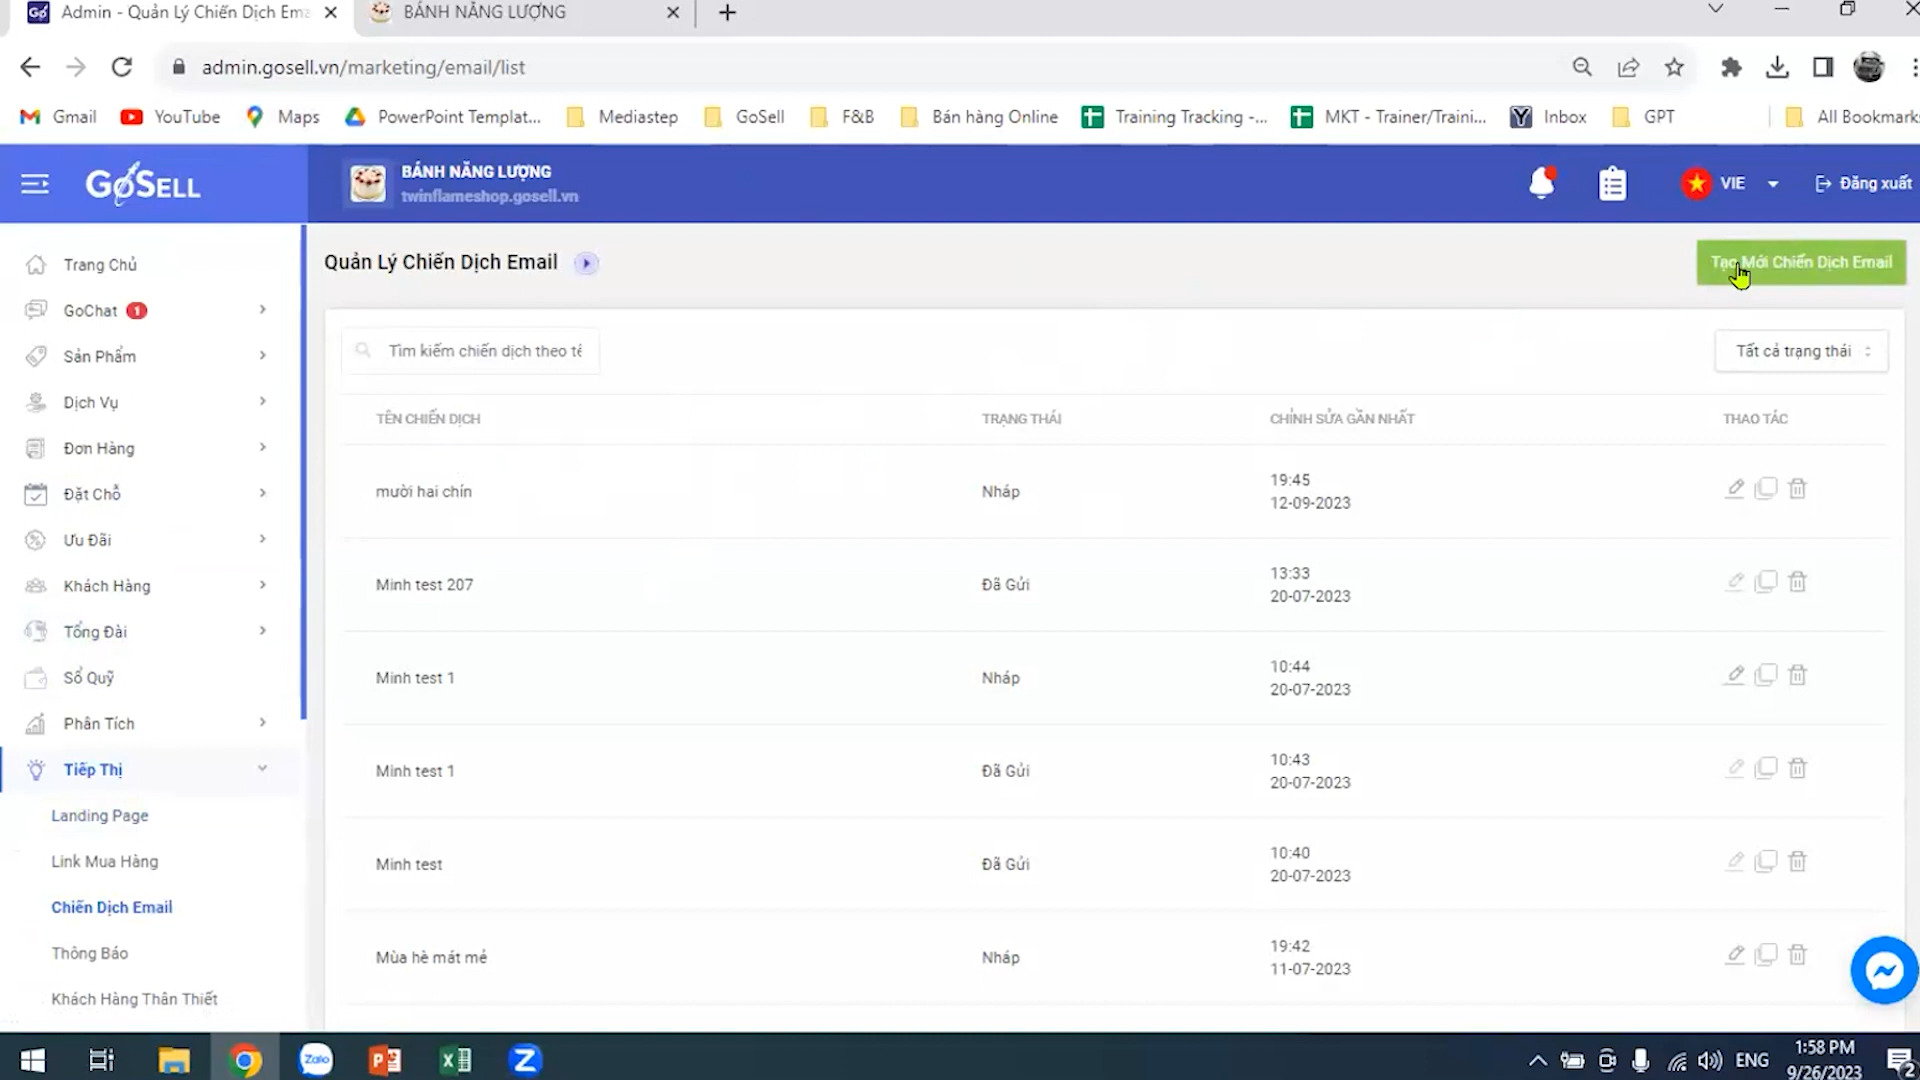 Admin - Quản Lý Chiến Dịch Ema
BÁNH NĂNG LƯỢNG
admin.gosell.vn/marketing/email/list
Gmail
YouTube
Maps
PowerPoint Templat...
Mediastep
GoSell
F&B
Bán hàng Online
Training Tracking -...
MKT - Trainer/Traini...
Inbox
GPT
All Bookmarks
GOSELL
BÁNH NĂNG LƯỢNG
twinflameshop.gosell.vn
VIE
Đăng xuất
Trang Chủ
GoChat 1
Sản Phẩm
Dịch Vụ
Đơn Hàng
Đặt Chỗ
Ưu Đãi
Khách Hàng
Tổng Đài
Sổ Quỹ
Phân Tích
Tiếp Thị
Landing Page
Link Mua Hàng
Chiến Dịch Email
Thông Báo
Khách Hàng Thân Thiết
Quản Lý Chiến Dịch Email
Tạo Mới Chiến Dịch Email
Tìm kiếm chiến dịch theo tê
Tất cả trạng thái
TÊN CHIẾN DỊCH TRẠNG THÁI CHỈNH SỬA GẦN NHẤT THAO TÁC
mười hai chín Nháp 19:45
12-09-2023
Minh test 207 Đã Gửi 13:33
20-07-2023
Minh test 1 Nháp 10:44
20-07-2023
Minh test 1 Đã Gửi 10:43
20-07-2023
Minh test Đã Gửi 10:40
20-07-2023
Mùa hè mát mẻ Nháp 19:42
11-07-2023
Zalo
ENG
1:58 PM
9/26/2023
2